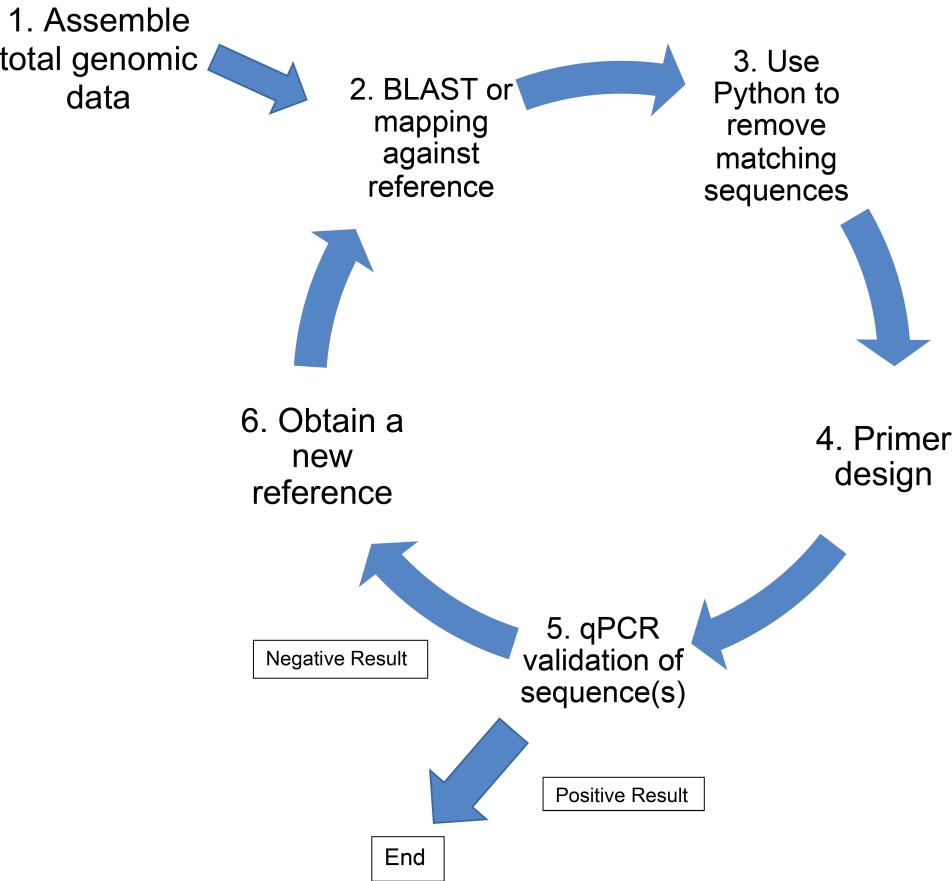 1. Assemble
total genomic
data
2. BLAST or
mapping
against
reference
3. Use
Python to
remove
matching
sequences
4. Primer
design
5. qPCR
validation of
sequence(s)
6. Obtain a
new
reference
Negative Result
Positive Result
End